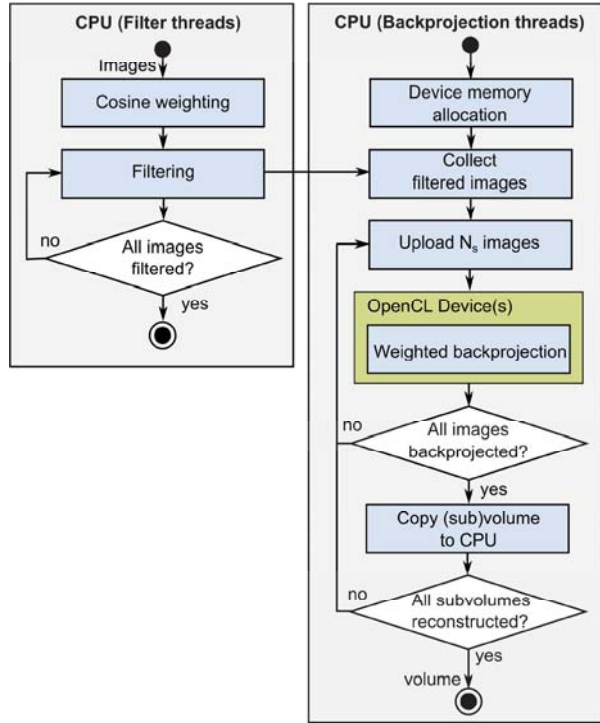 CPU (Filter threads)
Images
Cosine weighting
Filtering
no
All images
filtered?
yes
CPU (Backprojection threads)
Device memory
allocation
Collect
filtered images
Upload Ns images
OpenCL Device(s)
Weighted backprojection
no
All images
backprojected?
yes
Copy (sub)volume
to CPU
no
All subvolumes
reconstructed?
yes
volume